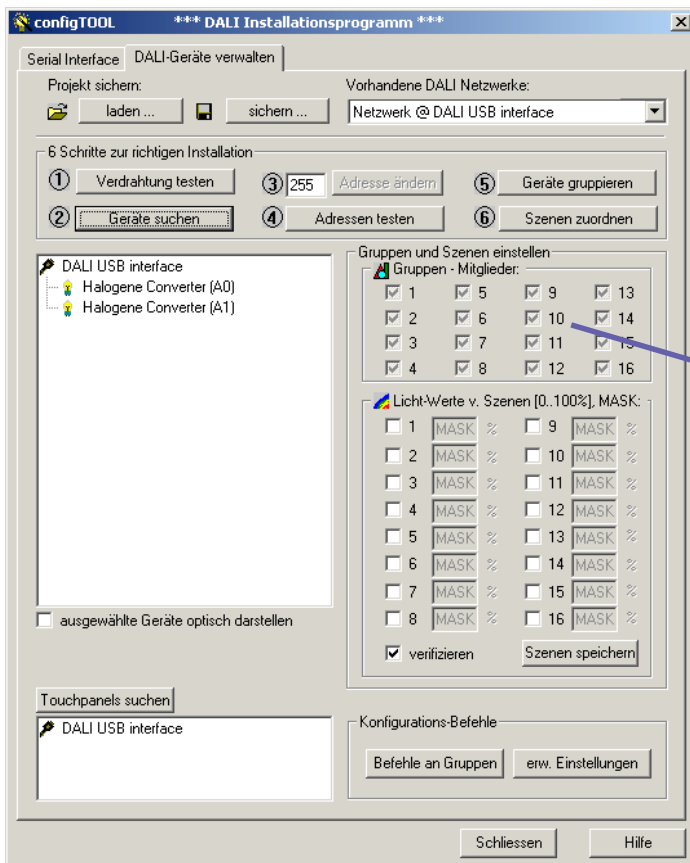 configTOOL *** DALI Installationsprogramm ***
Serial Interface DALI-Geräte verwalten
Projekt sichern: Vorhandene DALI Netzwerke:
laden ... sichern ... Netzwerk @ DALI USB interface
6 Schritte zur richtigen Installation
1 Verdrahtung testen 3 255 Adresse ändern 5 Geräte gruppieren
2 Geräte suchen 4 Adressen testen 6 Szenen zuordnen
DALI USB interface
Halogene Converter (A0)
Halogene Converter (A1)
ausgewählte Geräte optisch darstellen
Gruppen und Szenen einstellen
Gruppen - Mitglieder:
1 5 9 13
2 6 10 14
3 7 11 15
4 8 12 16
Licht-Werte v. Szenen [0..100%], MASK:
1 MASK % 9 MASK %
2 MASK % 10 MASK %
3 MASK % 11 MASK %
4 MASK % 12 MASK %
5 MASK % 13 MASK %
6 MASK % 14 MASK %
7 MASK % 15 MASK %
8 MASK % 16 MASK %
verifizieren Szenen speichern
Touchpanels suchen
DALI USB interface
Konfigurations-Befehle
Befehle an Gruppen erw. Einstellungen
Schliessen Hilfe